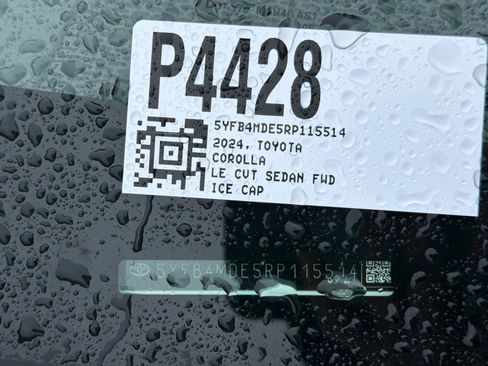 P4428
5YFB4MDE5RP115514
2024, TOYOTA
COROLLA
LE CVT SEDAN FWD
ICE CAP
5YFB4MDE5RP115514